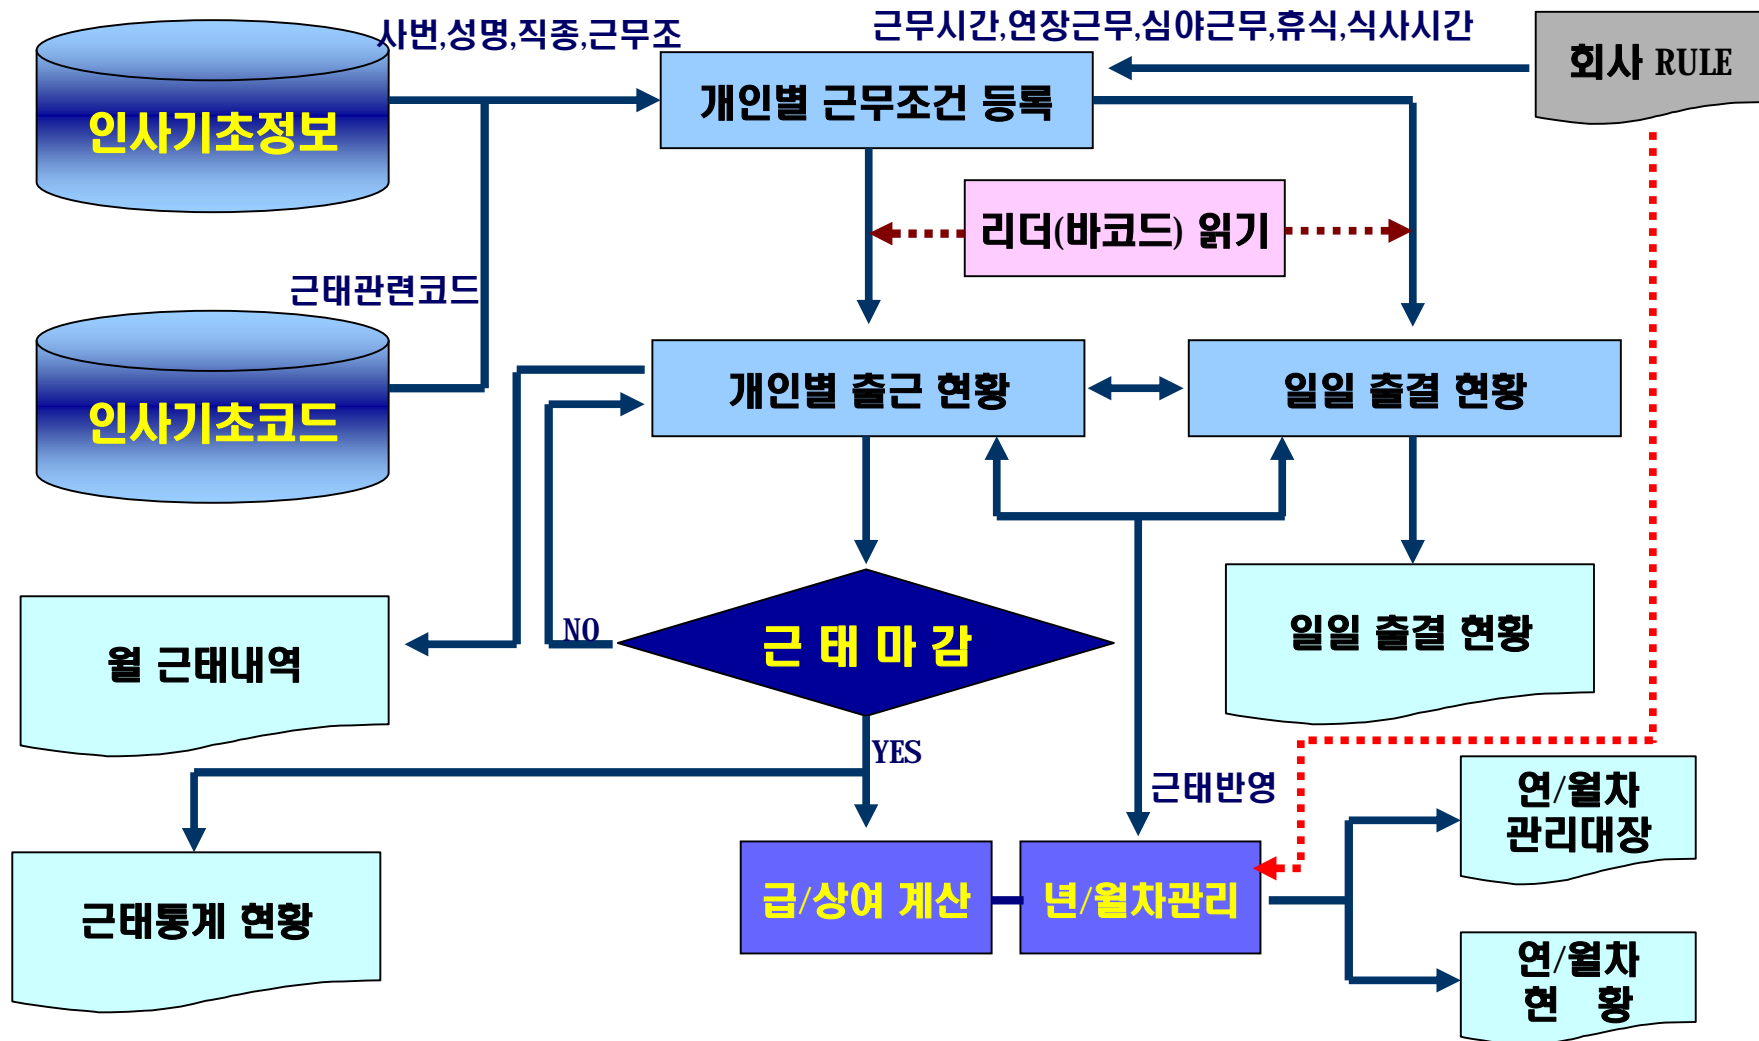 사번,성명,직종,근무조
근무시간,연장근무,심야근무,휴식,식사시간
회사 RULE
인사기초정보
개인별 근무조건 등록
리더(바코드) 읽기
근태관련코드
인사기초코드
개인별 출근 현황
일일 출결 현황
월 근태내역
NO
근 태 마 감
일일 출결 현황
YES
근태반영
연/월차
관리대장
근태통계 현황
급/상여 계산
년/월차관리
연/월차
현 황